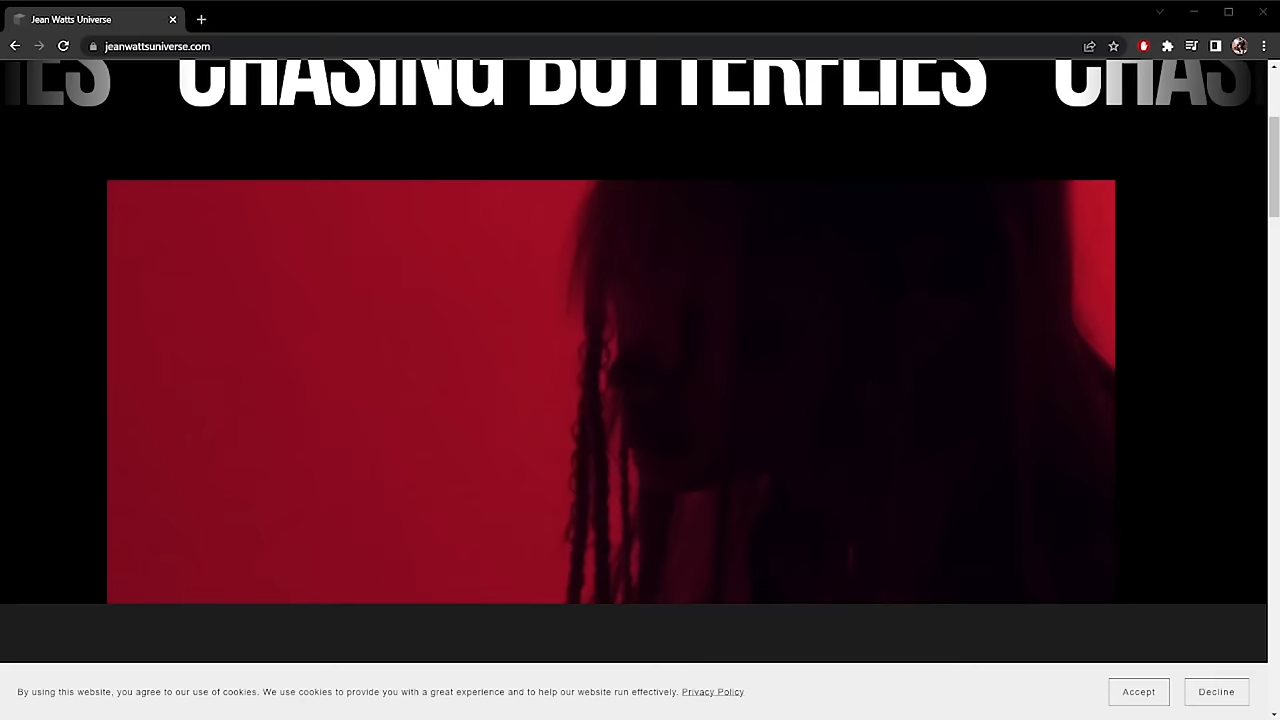 Jean Watts Universe
jeanwattsuniverse.com
LIES CHASING BUTTERFLIES CHAS
By using this website, you agree to our use of cookies. We use cookies to provide you with a great experience and to help our website run effectively. Privacy Policy
Accept
Decline